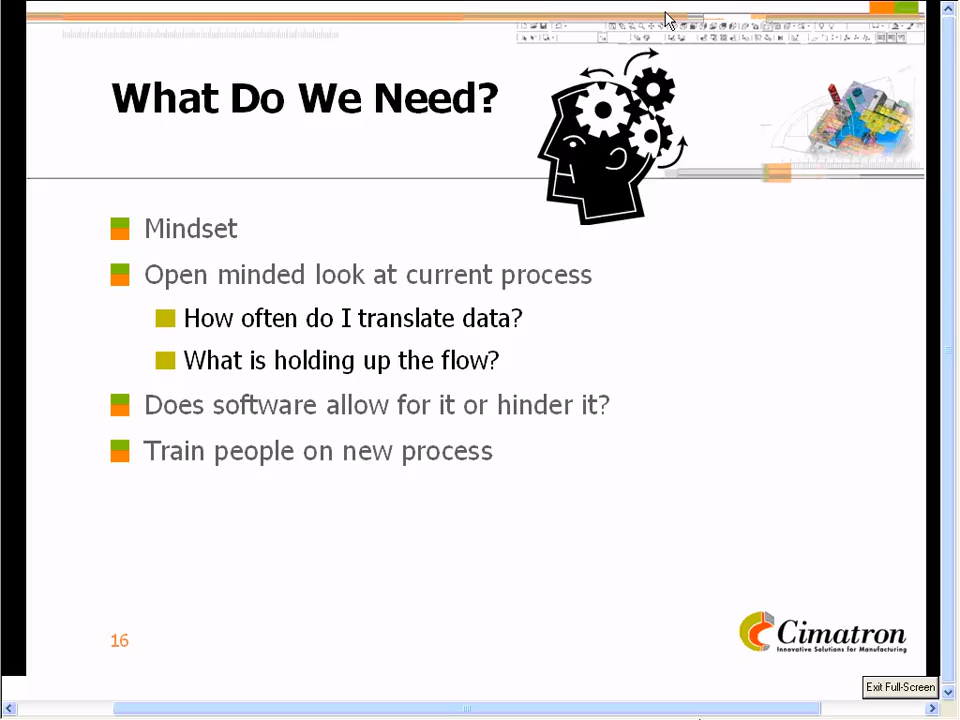 What Do We Need?
Mindset
Open minded look at current process
How often do I translate data?
What is holding up the flow?
Does software allow for it or hinder it?
Train people on new process
16
Cimatron
Innovative Solutions for Manufacturing
Exit Full-Screen